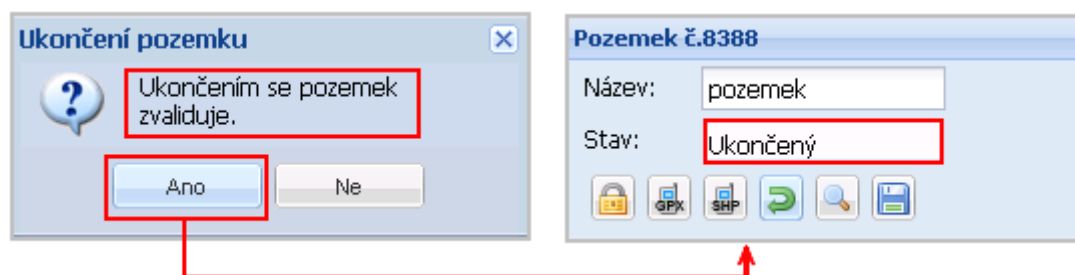 Ukončení pozemku
Ukončením se pozemek
zvaliduje.
Ano
Ne
Pozemek č.8388
Název:
pozemek
Stav:
Ukončený
GPX
SHP